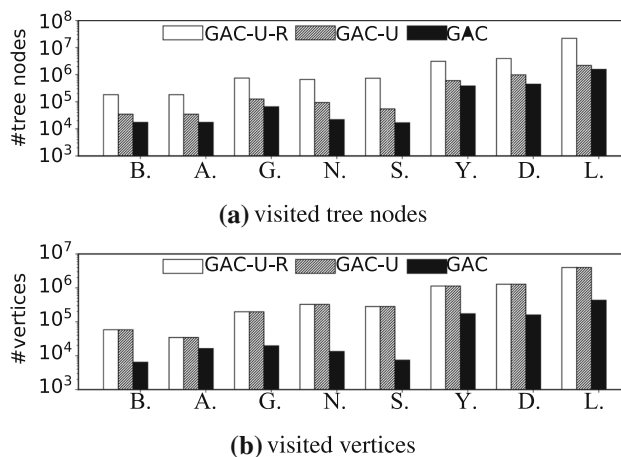 10^8
GAC-U-R GAC-U GAC
10^7
10^6
10^5
10^4
10^3
#tree nodes
B. A. G. N. S. Y. D. L.
(a) visited tree nodes
10^7
GAC-U-R GAC-U GAC
10^6
10^5
10^4
10^3
#vertices
B. A. G. N. S. Y. D. L.
(b) visited vertices